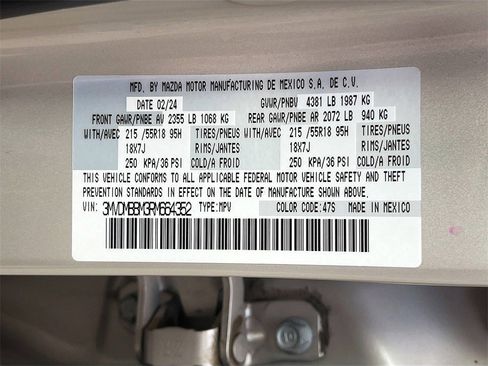 MFD. BY MAZDA MOTOR MANUFACTURING DE MEXICO S.A. DE C.V.
DATE 02/24 GVWR/PNBV 4381 LB 1987 KG
FRONT GAWR/PNBE AV 2355 LB 1068 KG REAR GAWR/PNBE AR 2072 LB 940 KG
WITH/AVEC 215 /55R18 95H TIRES/PNEUS WITH/AVEC 215 /55R18 95H TIRES/PNEUS
18X7J RIMS/JANTES 18X7J RIMS/JANTES
250 KPA/36 PSI COLD/A FROID 250 KPA/36 PSI COLD/A FROID
THIS VEHICLE CONFORMS TO ALL APPLICABLE FEDERAL MOTOR VEHICLE SAFETY AND THEFT
PREVENTION STANDARDS IN EFFECT ON THE DATE OF MANUFACTURE SHOWN ABOVE.
VIN: 3MVDMBBM3RM664352 TYPE:MPV COLOR CODE:47S MADE IN MEXICO